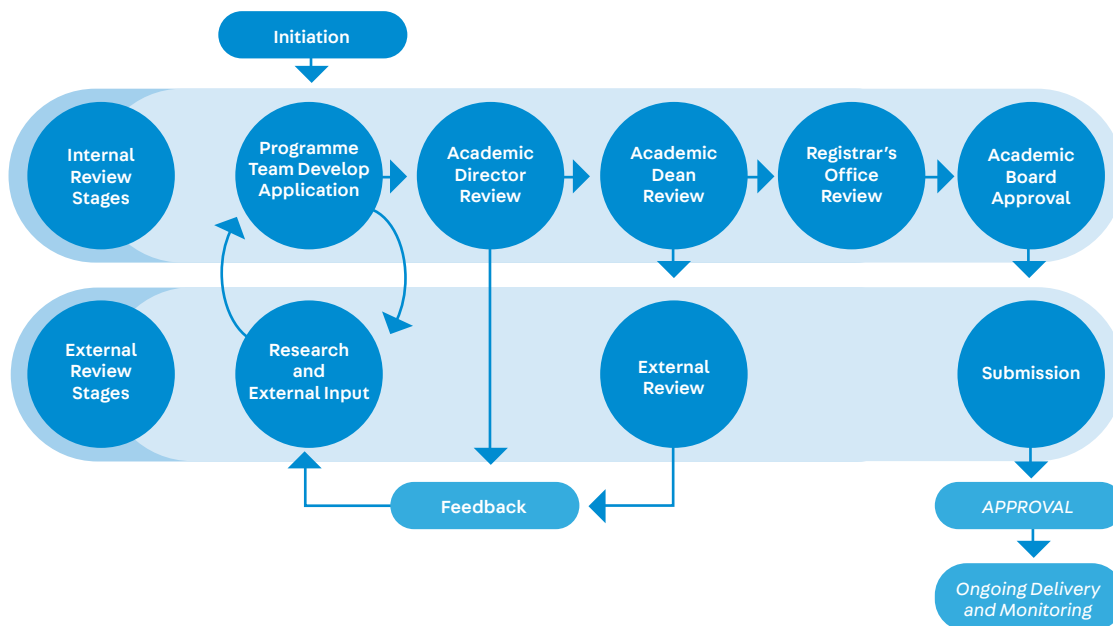 Initiation
Internal
Review
Stages
Programme
Team Develop
Application
Academic
Director
Review
Academic
Dean
Review
Registrar's
Office
Review
Academic
Board
Approval
External
Review
Stages
Research
and
External Input
External
Review
Submission
Feedback
APPROVAL
Ongoing Delivery
and Monitoring